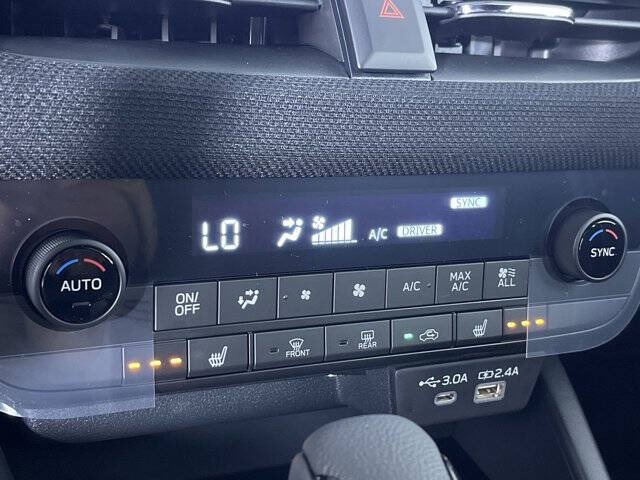 SYNC
LO A/C DRIVER
AUTO
SYNC
ON/
OFF
A/C
MAX
A/C
ALL
FRONT
REAR
3.0A
2.4A